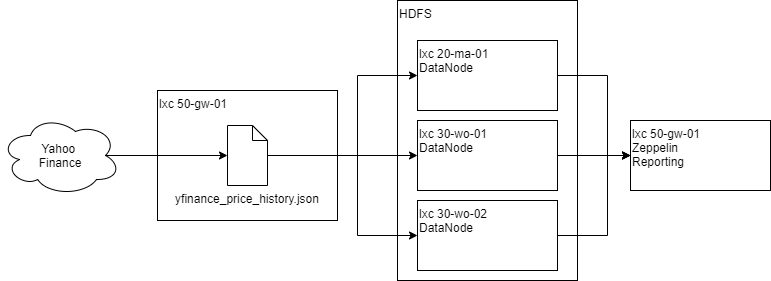 HDFS
lxc 20-ma-01
DataNode
lxc 50-gw-01
Yahoo
Finance
yfinance_price_history.json
lxc 30-wo-01
DataNode
lxc 50-gw-01
Zeppelin
Reporting
lxc 30-wo-02
DataNode